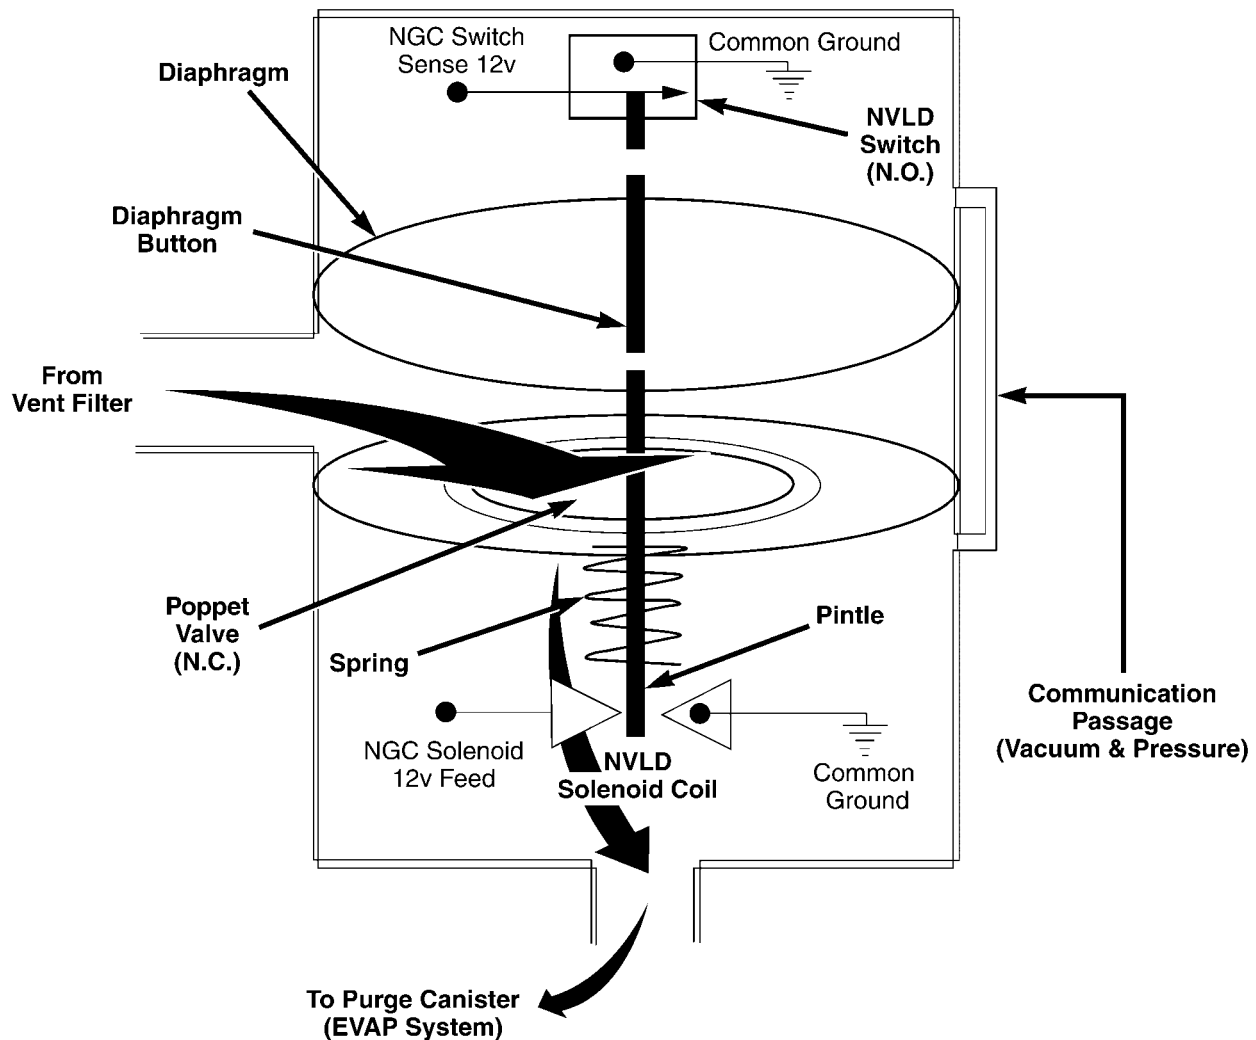 NGC Switch
Sense 12v
Common Ground
Diaphragm
NVLD
Switch
(N.O.)
Diaphragm
Button
From
Vent Filter
Poppet
Valve
(N.C.)
Spring
Pintle
Communication
Passage
(Vacuum & Pressure)
NGC Solenoid
12v Feed
NVLD
Solenoid Coil
Common
Ground
To Purge Canister
(EVAP System)